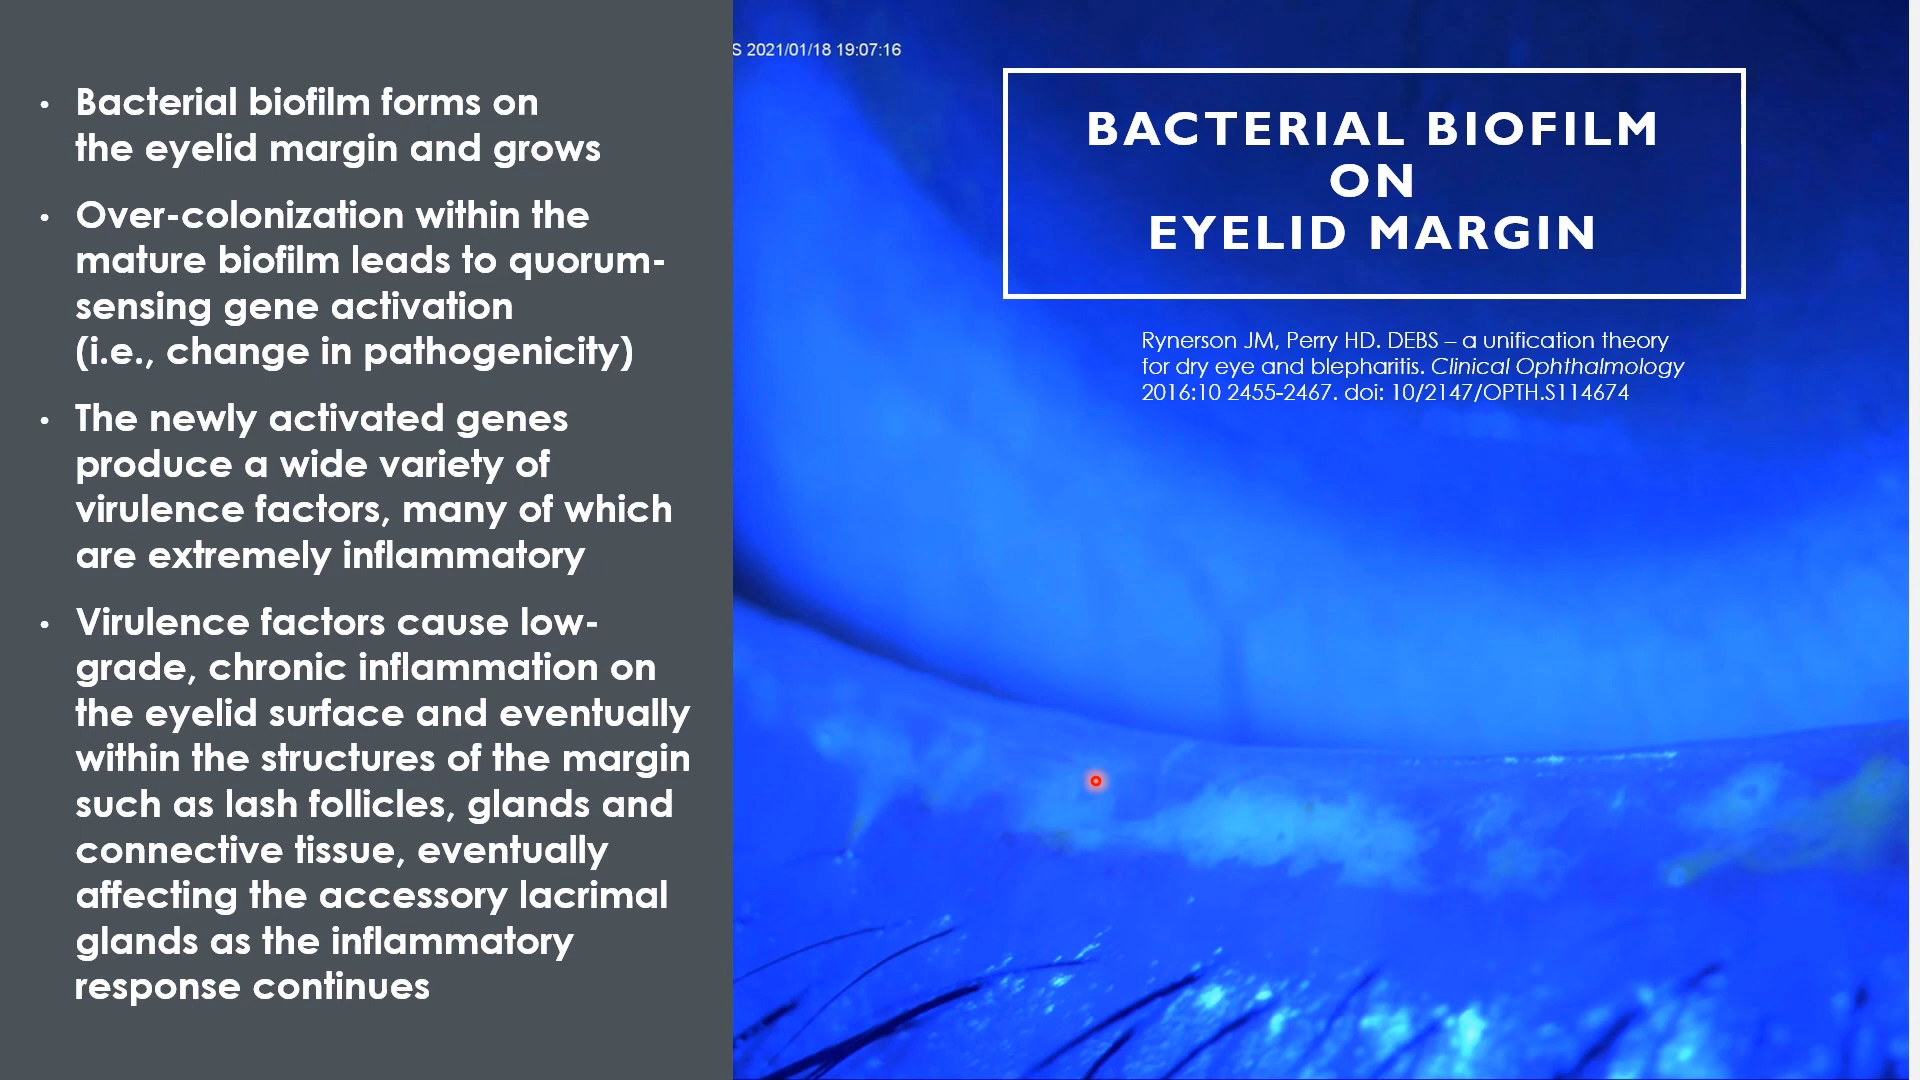 • Bacterial biofilm forms on
the eyelid margin and grows
• Over-colonization within the
mature biofilm leads to quorum-
sensing gene activation
(i.e., change in pathogenicity)
• The newly activated genes
produce a wide variety of
virulence factors, many of which
are extremely inflammatory
• Virulence factors cause low-
grade, chronic inflammation on
the eyelid surface and eventually
within the structures of the margin
such as lash follicles, glands and
connective tissue, eventually
affecting the accessory lacrimal
glands as the inflammatory
response continues
S 2021/01/18 19:07:16
BACTERIAL BIOFILM
ON
EYELID MARGIN
Rynerson JM, Perry HD. DEBS – a unification theory
for dry eye and blepharitis. Clinical Ophthalmology
2016:10 2455-2467. doi: 10/2147/OPTH.S114674